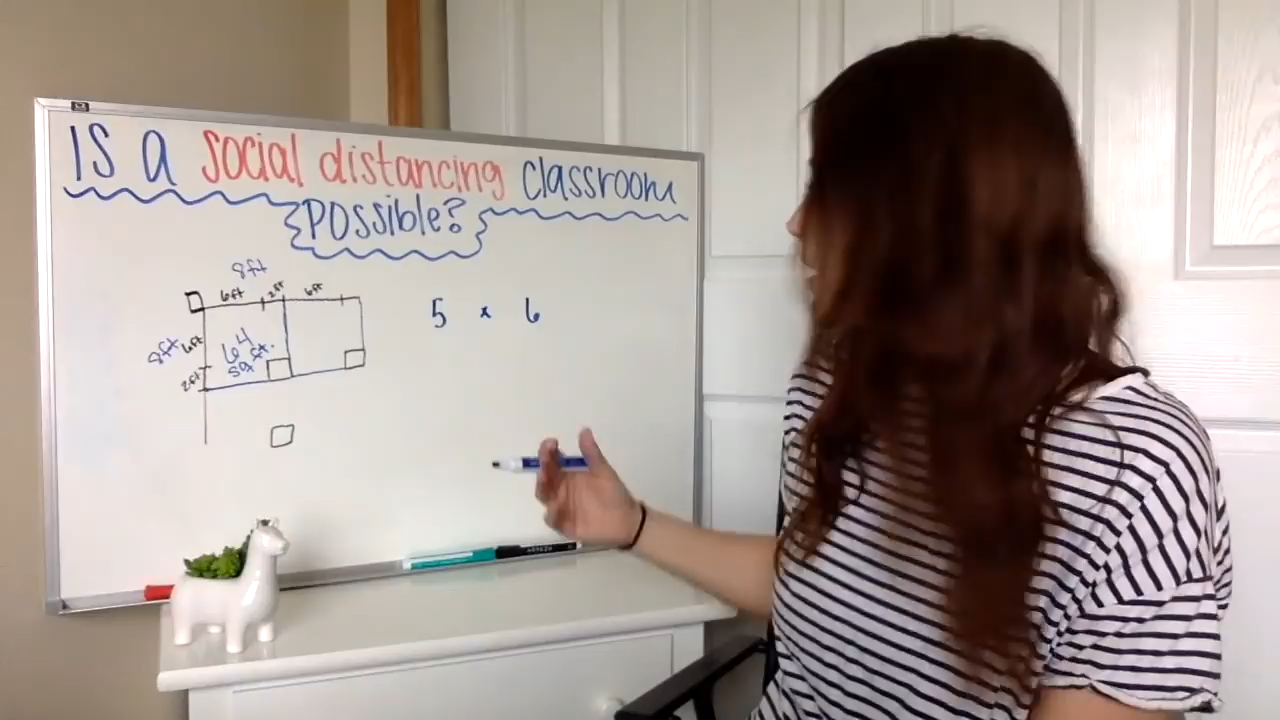 IS a social distancing classroom
POSSIBLE?
8ft
6ft 2ft 6ft
5 x 6
8ft 6ft
64
sq ft.
2ft